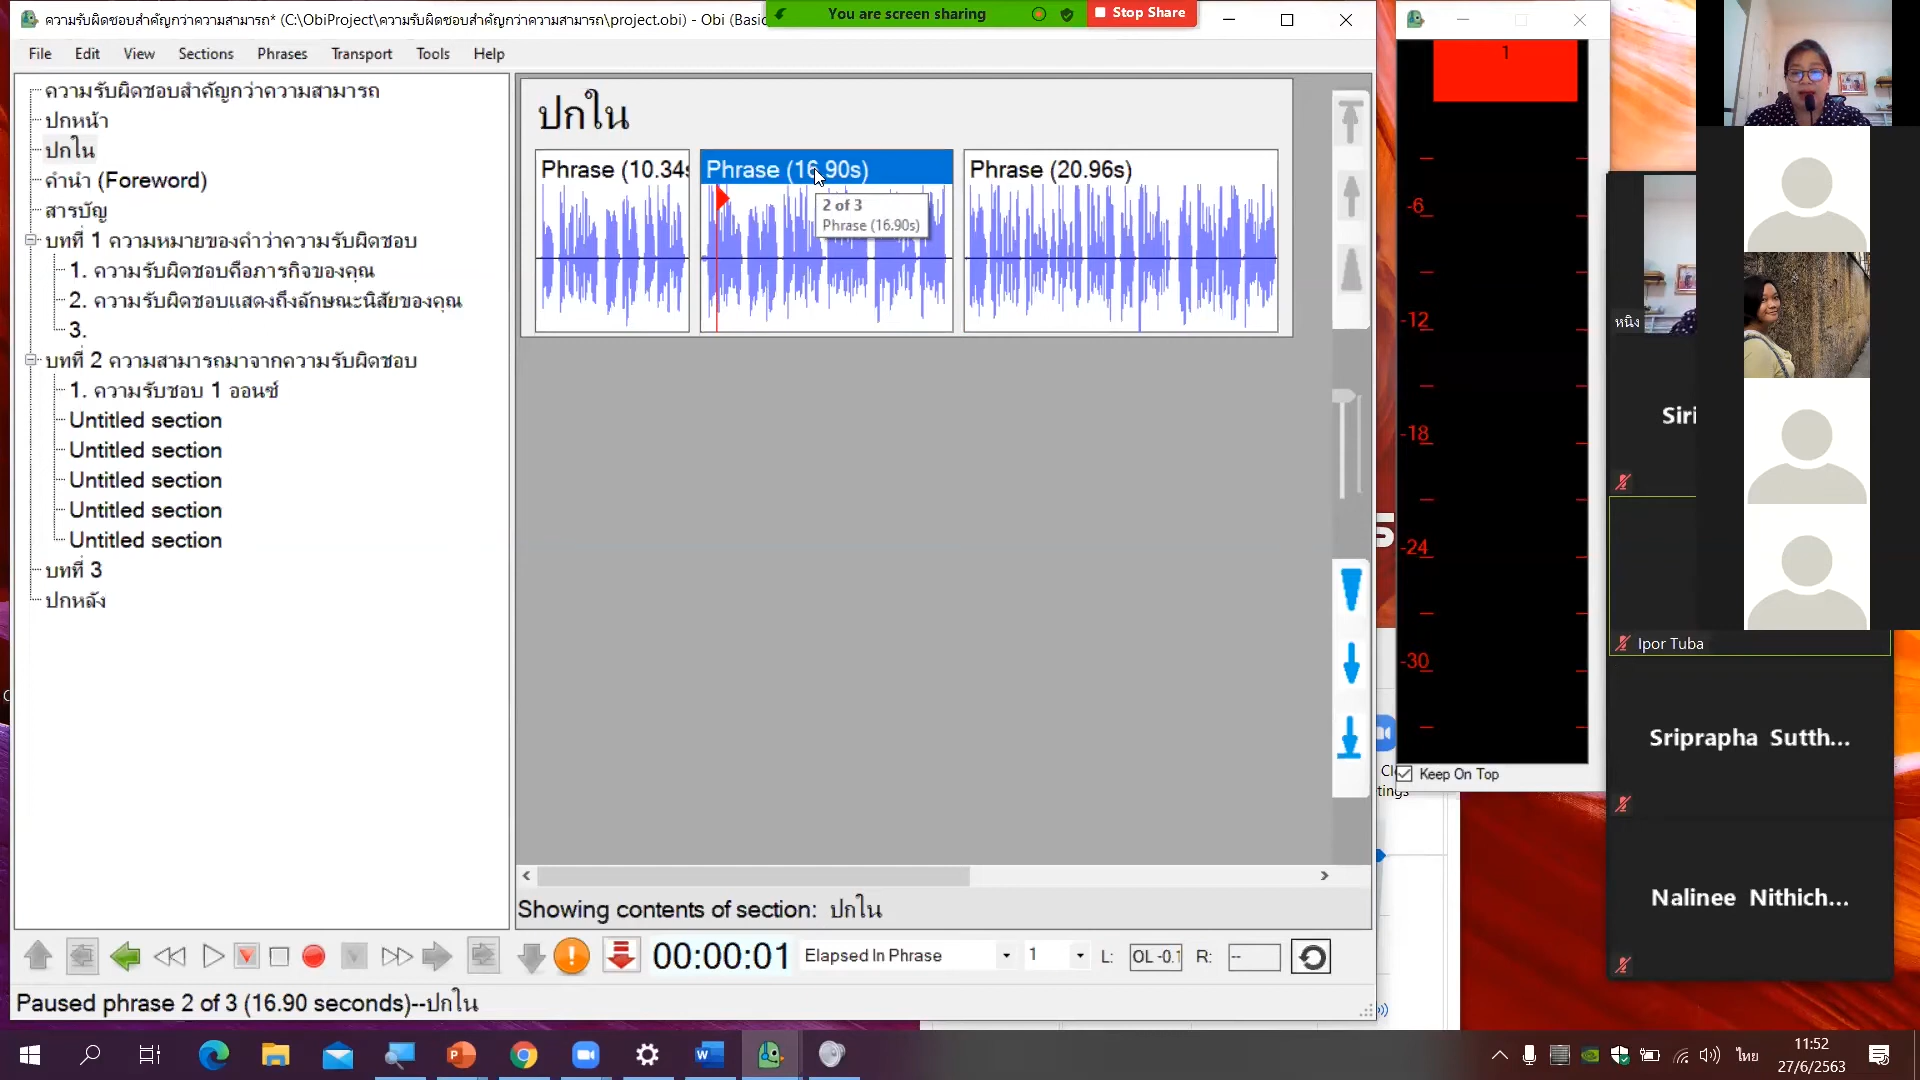 ความรับผิดชอบสำคัญกว่าความสามารถ* (C:\ObiProject\ความรับผิดชอบสำคัญกว่าความสามารถ\project.obi) - Obi (Basic
You are screen sharing
Stop Share
File Edit View Sections Phrases Transport Tools Help
ความรับผิดชอบสำคัญกว่าความสามารถ
ปกหน้า
ปกใน
คำนำ (Foreword)
สารบัญ
บทที่ 1 ความหมายของคำว่าความรับผิดชอบ
1. ความรับผิดชอบคือภารกิจของคุณ
2. ความรับผิดชอบแสดงถึงลักษณะนิสัยของคุณ
3.
บทที่ 2 ความสามารถมาจากความรับผิดชอบ
1. ความรับชอบ 1 ออนซ์
Untitled section
Untitled section
Untitled section
Untitled section
Untitled section
บทที่ 3
ปกหลัง
ปกใน
Phrase (10.34s
Phrase (16.90s)
Phrase (20.96s)
2 of 3
Phrase (16.90s)
Showing contents of section: ปกใน
00:00:01 Elapsed In Phrase 1 L: OL -0.1 R: --
Paused phrase 2 of 3 (16.90 seconds)--ปกใน
1
-6
-12
-18
-24
-30
Keep On Top
tings
หนิง
Siri
Ipor Tuba
Sriprapha Sutth...
Nalinee Nithich...
ไทย
11:52
27/6/2563